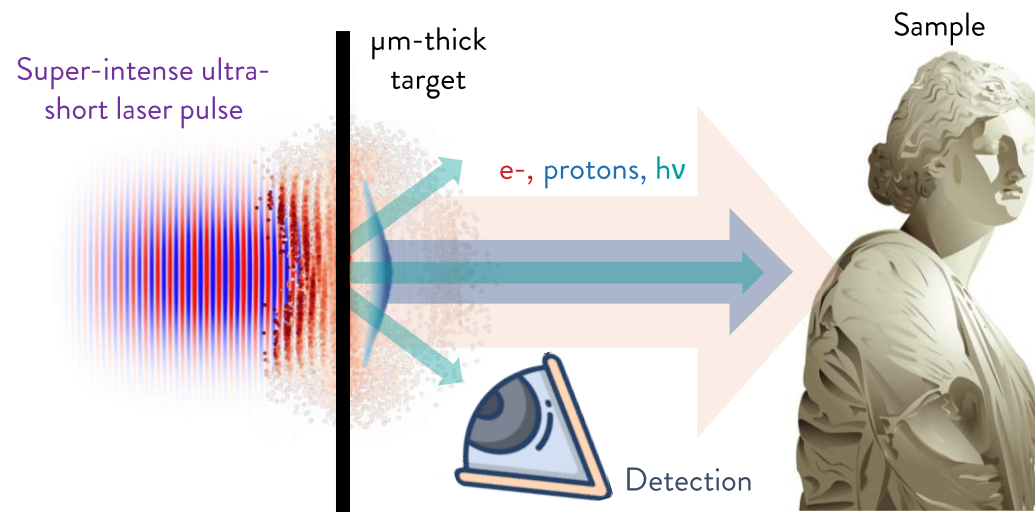 Super-intense ultra-
short laser pulse
μm-thick
target
e-, protons, hν
Sample
Detection